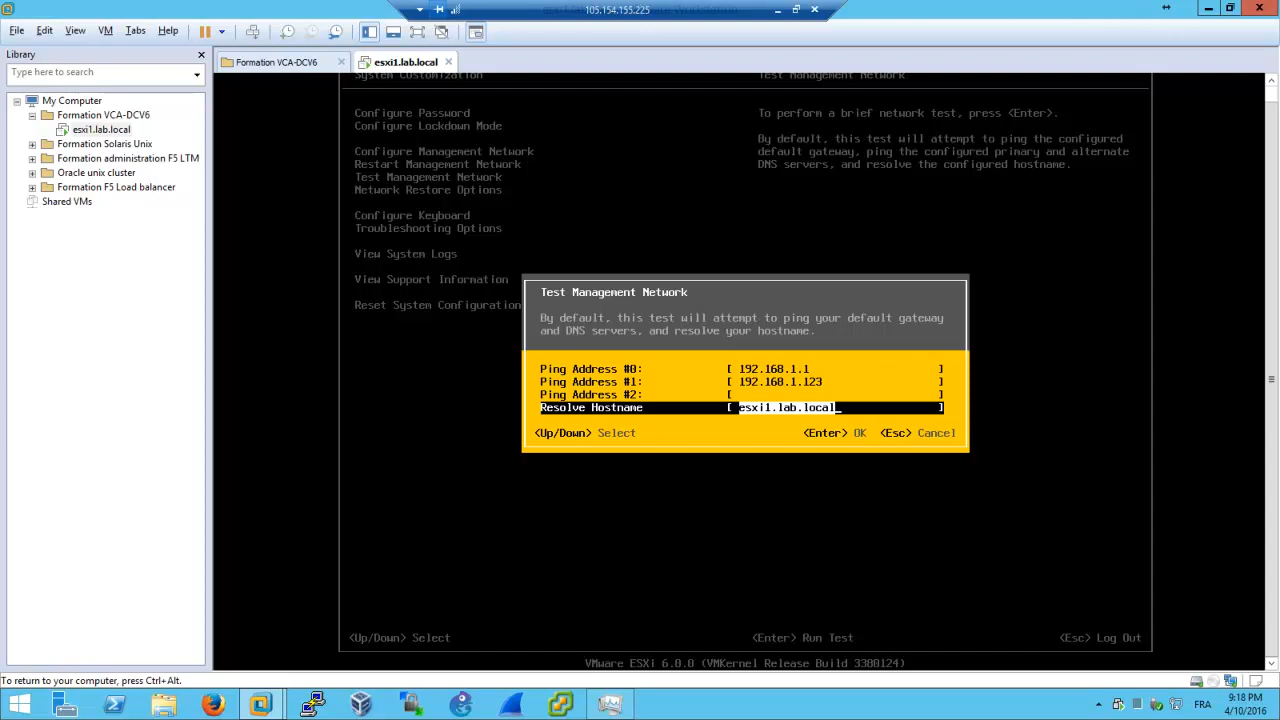 105.154.155.225
File Edit View VM Tabs Help
Library
Type here to search
My Computer
Formation VCA-DCV6
esxi1.lab.local
Formation Solaris Unix
Formation administration F5 LTM
Oracle unix cluster
Formation F5 Load balancer
Shared VMs
Formation VCA-DCV6
esxi1.lab.local
System Customization
Test Management Network
Configure Password
Configure Lockdown Mode
Configure Management Network
Restart Management Network
Test Management Network
Network Restore Options
Configure Keyboard
Troubleshooting Options
View System Logs
View Support Information
Reset System Configuration
To perform a brief network test, press <Enter>.
By default, this test will attempt to ping the configured
default gateway, ping the configured primary and alternate
DNS servers, and resolve the configured hostname.
Test Management Network
By default, this test will attempt to ping your default gateway
and DNS servers, and resolve your hostname.
Ping Address #0: [ 192.168.1.1 ]
Ping Address #1: [ 192.168.1.123 ]
Ping Address #2: [ ]
Resolve Hostname [ esxi1.lab.local_ ]
<Up/Down> Select <Enter> OK <Esc> Cancel
<Up/Down> Select <Enter> Run Test <Esc> Log Out
VMware ESXi 6.0.0 (VMKernel Release Build 3380124)
To return to your computer, press Ctrl+Alt.
FRA
9:18 PM
4/10/2016